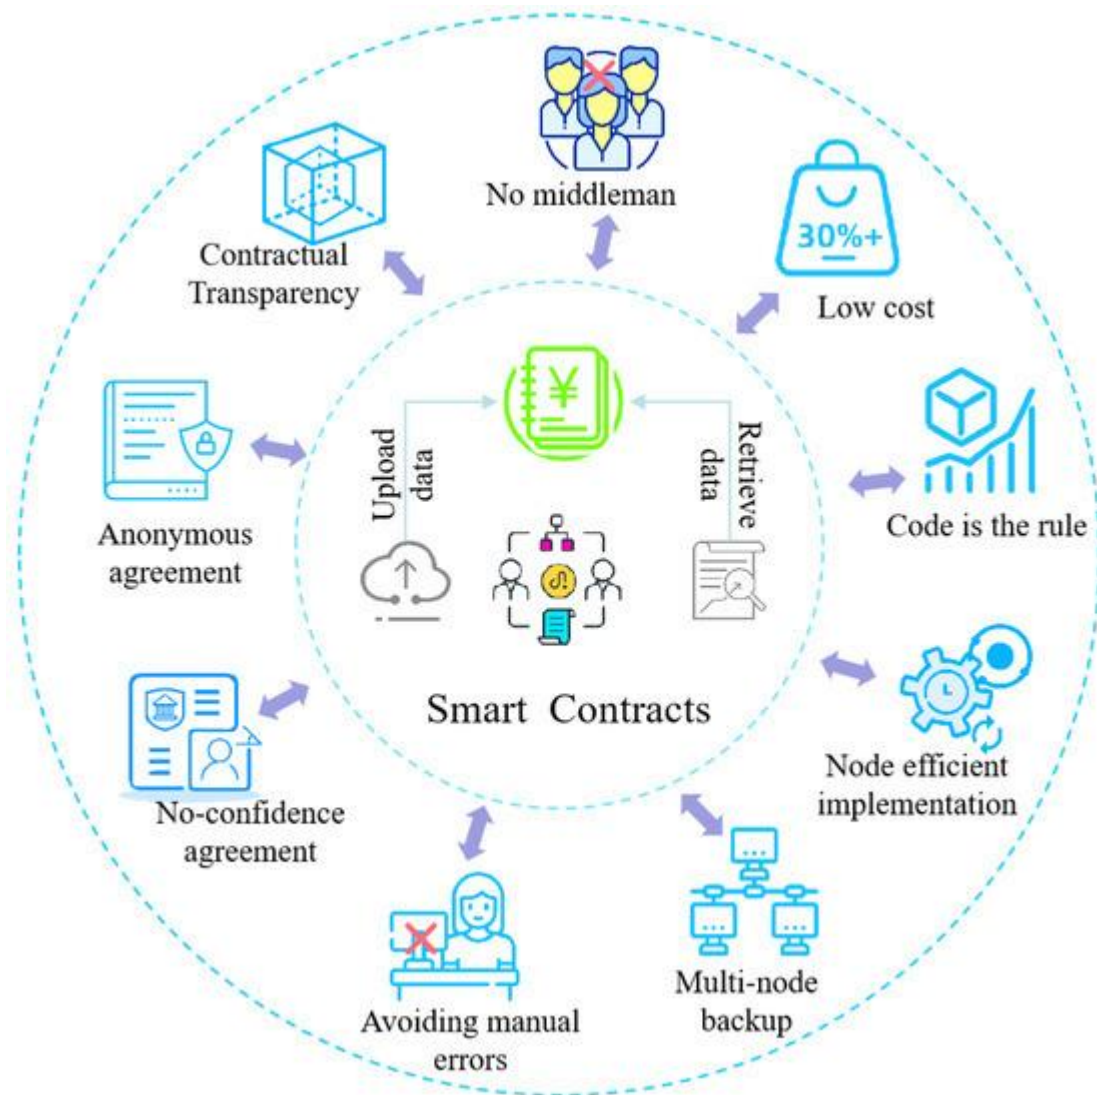 No middleman
30%+
Low cost
Contractual
Transparency
¥
Upload
data
Retrieve
data
Code is the rule
Anonymous
agreement
Smart Contracts
Node efficient
implementation
No-confidence
agreement
Multi-node
backup
Avoiding manual
errors